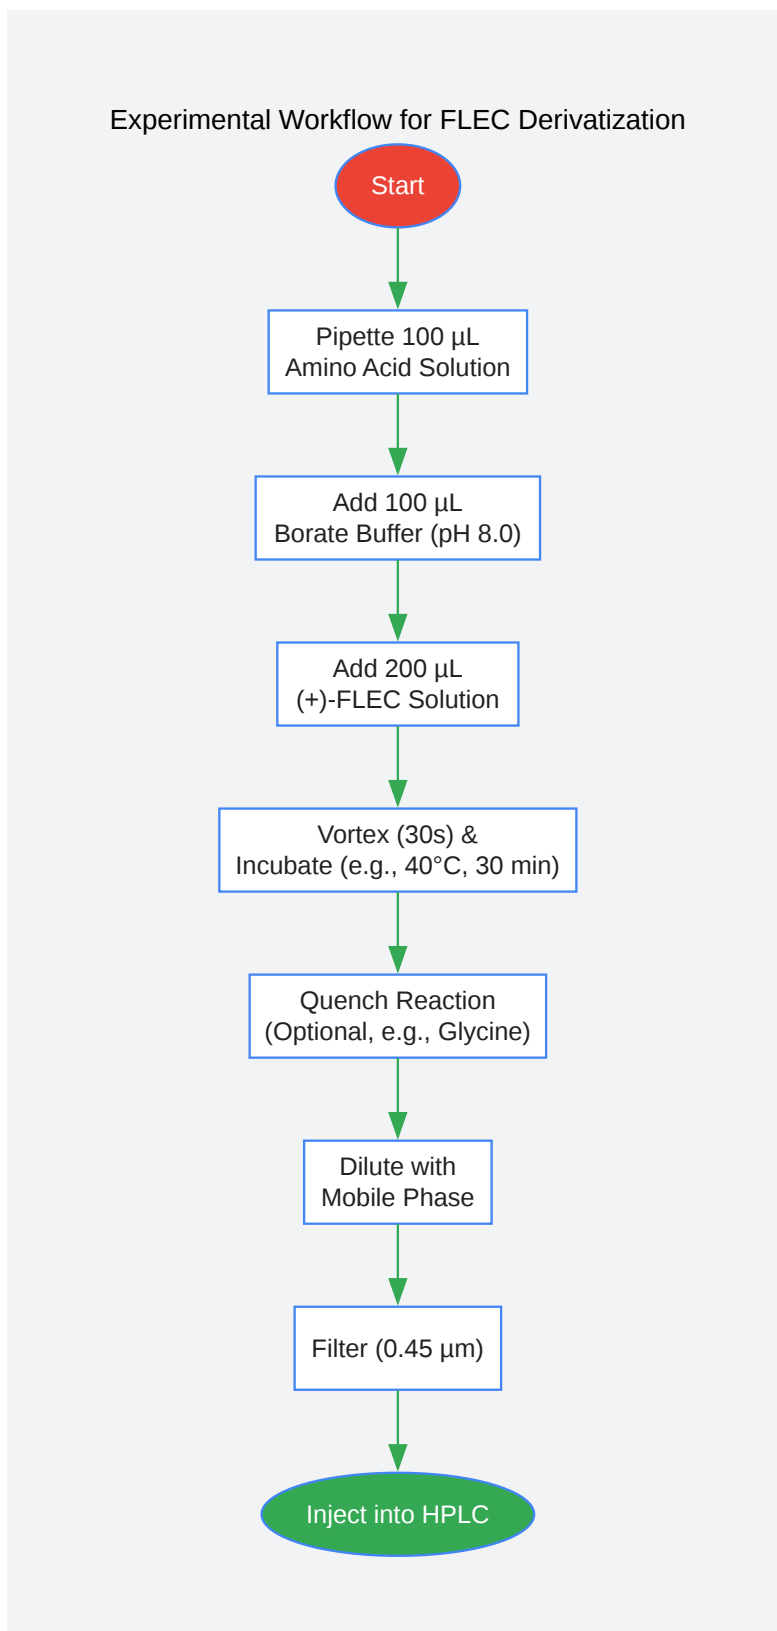 Experimental Workflow for FLEC Derivatization
Start
Pipette 100 µL
Amino Acid Solution
Add 100 µL
Borate Buffer (pH 8.0)
Add 200 µL
(+)-FLEC Solution
Vortex (30s) &
Incubate (e.g., 40°C, 30 min)
Quench Reaction
(Optional, e.g., Glycine)
Dilute with
Mobile Phase
Filter (0.45 µm)
Inject into HPLC